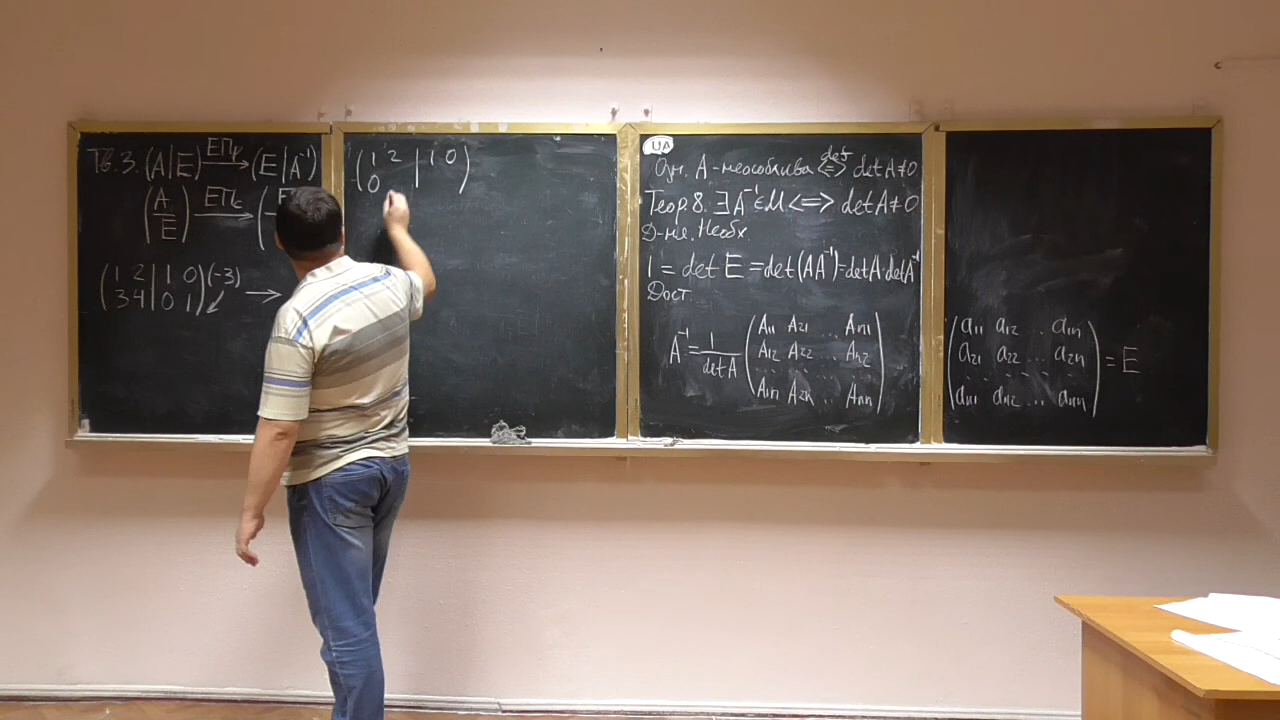 Тв. 3. (A|E) ЕПр→ (E|A⁻¹)
(A/E) ЕПс→ (E
(1 2 | 1 0) (-3)
(3 4 | 0 1) ↙ →
(1 2 | 1 0)
(0
UA
Озн. A - неособлива def<=> det A ≠ 0
Теор. 8. ∃ A⁻¹ ∈ M <=> det A ≠ 0
Д-ня. Необх.
1 = det E = det(AA⁻¹) = det A · det A⁻¹
Дост.
A⁻¹ = 1/det A
(A₁₁ A₂₁ ... Aₙ₁)
(A₁₂ A₂₂ ... Aₙ₂)
(. . . . . . . .)
(A₁ₙ A₂ₙ ... Aₙₙ)
(a₁₁ a₁₂ ... a₁ₙ)
(a₂₁ a₂₂ ... a₂ₙ) = E
(. . . . . . . .)
(aₙ₁ aₙ₂ ... aₙₙ)